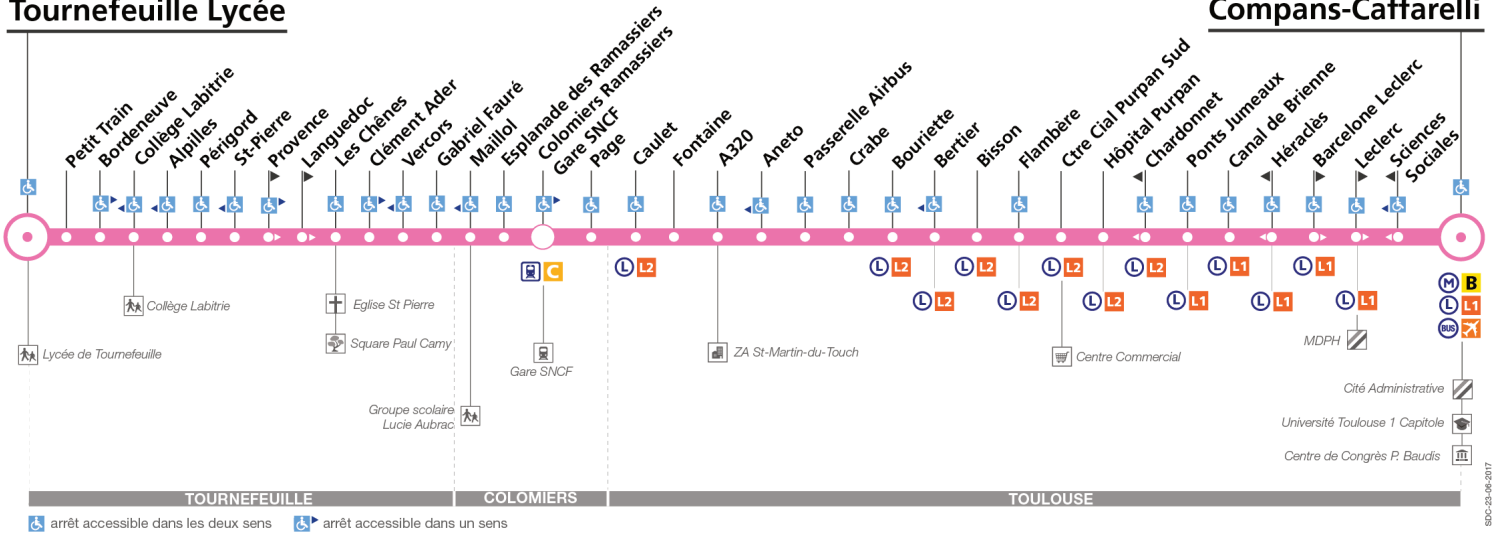 Tournefeuille Lycée
Compans-Caffarelli
Petit Train
Bordeneuve
Collège Labitrie
Alpilles
Périgord
St-Pierre
Provence
Languedoc
Les Chênes
Clément Ader
Vercors
Gabriel Fauré
Maillol
Esplanade des Ramassiers
Colomiers Ramassiers
Gare SNCF
Page
Caulet
Fontaine
A320
Aneto
Passerelle Airbus
Crabe
Bouriette
Bertier
Bisson
Flambère
Ctre Cial Purpan Sud
Hôpital Purpan
Chardonnet
Ponts Jumeaux
Canal de Brienne
Héraclès
Barcelone Leclerc
Leclerc
Sciences
Sociales
C
L L2
L L2
L L2
L L2
L L2
L L2
L L2
L L2
L L1
L L1
L L1
L L1
L L1
M B
L L1
BUS
Collège Labitrie
Lycée de Tournefeuille
Eglise St Pierre
Square Paul Camy
Groupe scolaire
Lucie Aubrac
Gare SNCF
ZA St-Martin-du-Touch
Centre Commercial
MDPH
Cité Administrative
Université Toulouse 1 Capitole
Centre de Congrès P. Baudis
TOURNEFEUILLE
COLOMIERS
TOULOUSE
arrêt accessible dans les deux sens
arrêt accessible dans un sens
SDC-23-06-2017